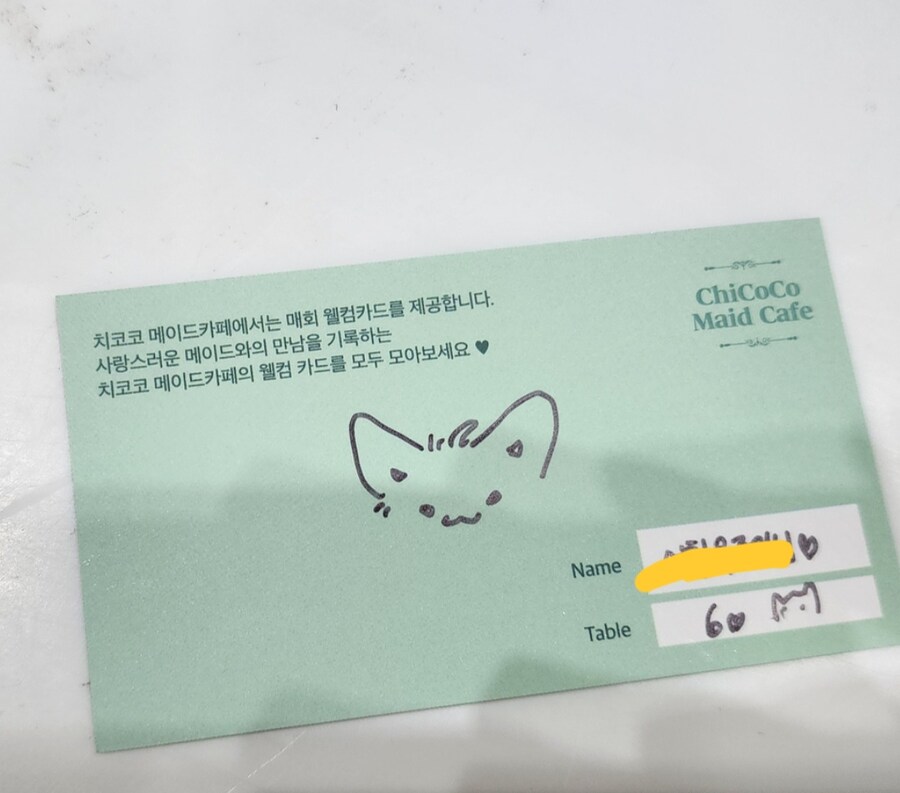 치코코 메이드카페에서는 매회 웰컴카드를 제공합니다.
사랑스러운 메이드와의 만남을 기록하는
치코코 메이드카페의 웰컴 카드를 모두 모아보세요 ♥
ChiCoCo
Maid Cafe
Name
Table 6